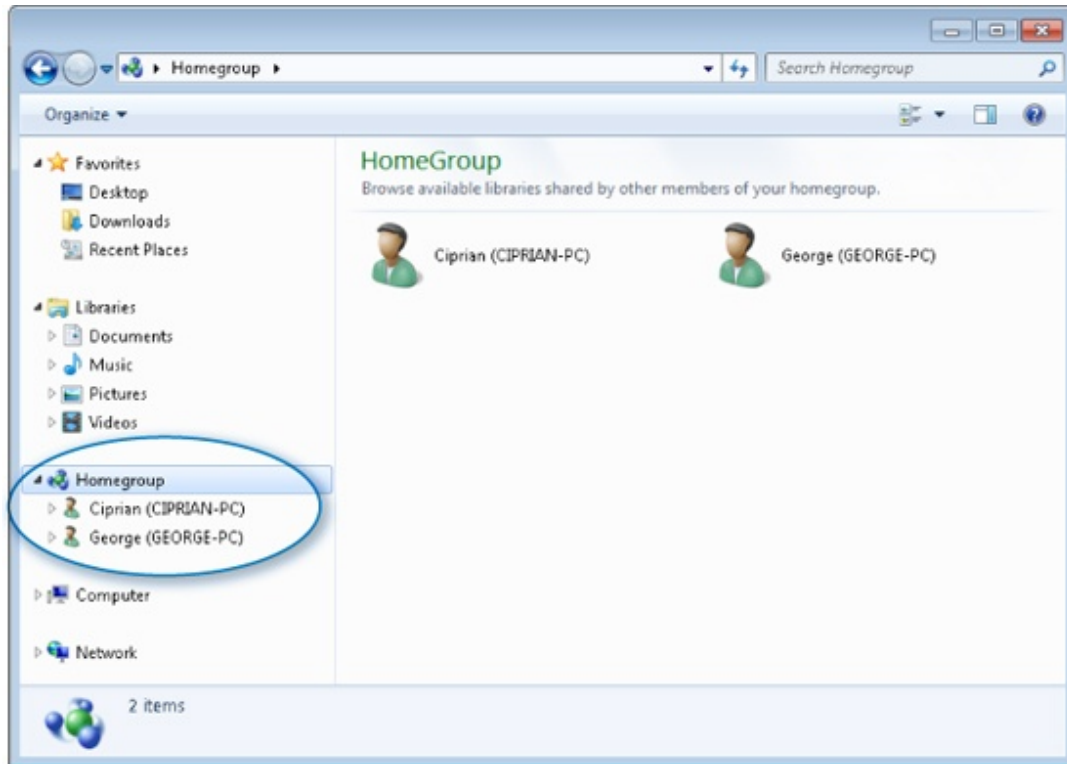 Homegroup
Search Homegroup
Organize
Favorites
Desktop
Downloads
Recent Places
Libraries
Documents
Music
Pictures
Videos
Homegroup
Ciprian (CIPRIAN-PC)
George (GEORGE-PC)
Computer
Network
HomeGroup
Browse available libraries shared by other members of your homegroup.
Ciprian (CIPRIAN-PC)
George (GEORGE-PC)
2 items